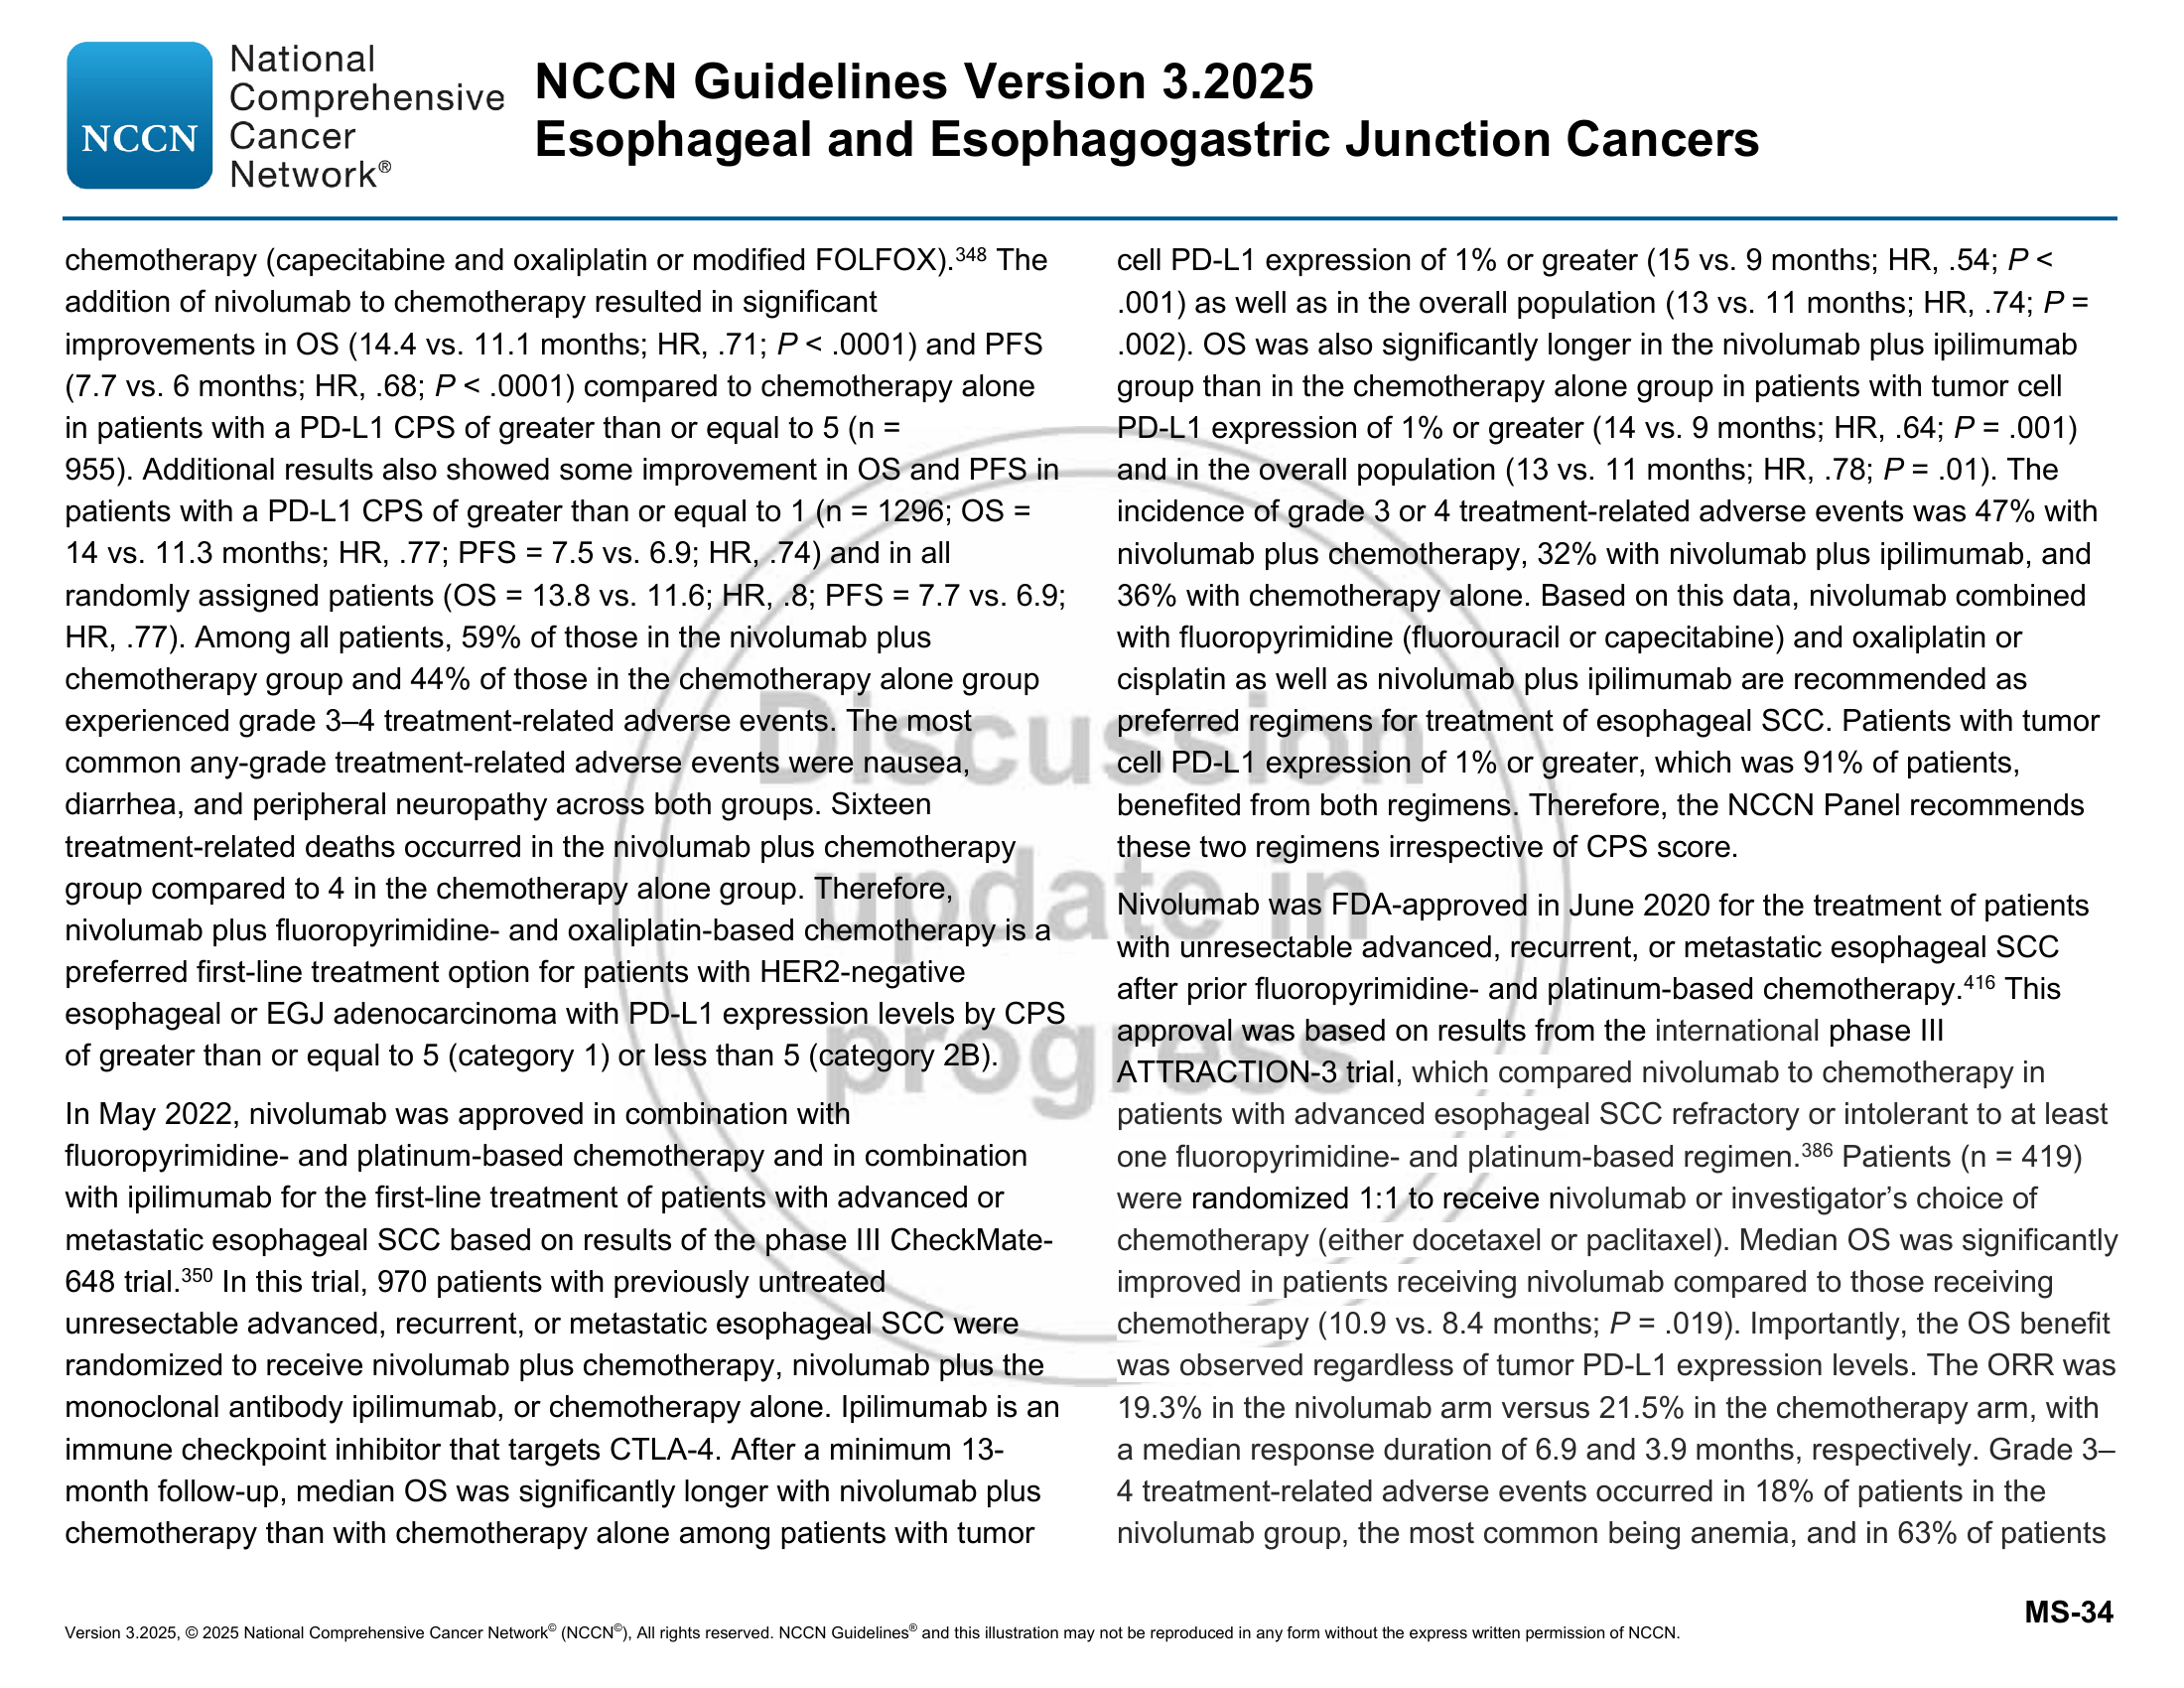 NCCN
National
Comprehensive
Cancer
Network®
NCCN Guidelines Version 3.2025
Esophageal and Esophagogastric Junction Cancers
chemotherapy (capecitabine and oxaliplatin or modified FOLFOX).348 The
addition of nivolumab to chemotherapy resulted in significant
improvements in OS (14.4 vs. 11.1 months; HR, .71; P < .0001) and PFS
(7.7 vs. 6 months; HR, .68; P < .0001) compared to chemotherapy alone
in patients with a PD-L1 CPS of greater than or equal to 5 (n =
955). Additional results also showed some improvement in OS and PFS in
patients with a PD-L1 CPS of greater than or equal to 1 (n = 1296; OS =
14 vs. 11.3 months; HR, .77; PFS = 7.5 vs. 6.9; HR, .74) and in all
randomly assigned patients (OS = 13.8 vs. 11.6; HR, .8; PFS = 7.7 vs. 6.9;
HR, .77). Among all patients, 59% of those in the nivolumab plus
chemotherapy group and 44% of those in the chemotherapy alone group
experienced grade 3–4 treatment-related adverse events. The most
common any-grade treatment-related adverse events were nausea,
diarrhea, and peripheral neuropathy across both groups. Sixteen
treatment-related deaths occurred in the nivolumab plus chemotherapy
group compared to 4 in the chemotherapy alone group. Therefore,
nivolumab plus fluoropyrimidine- and oxaliplatin-based chemotherapy is a
preferred first-line treatment option for patients with HER2-negative
esophageal or EGJ adenocarcinoma with PD-L1 expression levels by CPS
of greater than or equal to 5 (category 1) or less than 5 (category 2B).
In May 2022, nivolumab was approved in combination with
fluoropyrimidine- and platinum-based chemotherapy and in combination
with ipilimumab for the first-line treatment of patients with advanced or
metastatic esophageal SCC based on results of the phase III CheckMate-
648 trial.350 In this trial, 970 patients with previously untreated
unresectable advanced, recurrent, or metastatic esophageal SCC were
randomized to receive nivolumab plus chemotherapy, nivolumab plus the
monoclonal antibody ipilimumab, or chemotherapy alone. Ipilimumab is an
immune checkpoint inhibitor that targets CTLA-4. After a minimum 13-
month follow-up, median OS was significantly longer with nivolumab plus
chemotherapy than with chemotherapy alone among patients with tumor
cell PD-L1 expression of 1% or greater (15 vs. 9 months; HR, .54; P <
.001) as well as in the overall population (13 vs. 11 months; HR, .74; P =
.002). OS was also significantly longer in the nivolumab plus ipilimumab
group than in the chemotherapy alone group in patients with tumor cell
PD-L1 expression of 1% or greater (14 vs. 9 months; HR, .64; P = .001)
and in the overall population (13 vs. 11 months; HR, .78; P = .01). The
incidence of grade 3 or 4 treatment-related adverse events was 47% with
nivolumab plus chemotherapy, 32% with nivolumab plus ipilimumab, and
36% with chemotherapy alone. Based on this data, nivolumab combined
with fluoropyrimidine (fluorouracil or capecitabine) and oxaliplatin or
cisplatin as well as nivolumab plus ipilimumab are recommended as
preferred regimens for treatment of esophageal SCC. Patients with tumor
cell PD-L1 expression of 1% or greater, which was 91% of patients,
benefited from both regimens. Therefore, the NCCN Panel recommends
these two regimens irrespective of CPS score.
Nivolumab was FDA-approved in June 2020 for the treatment of patients
with unresectable advanced, recurrent, or metastatic esophageal SCC
after prior fluoropyrimidine- and platinum-based chemotherapy.416 This
approval was based on results from the international phase III
ATTRACTION-3 trial, which compared nivolumab to chemotherapy in
patients with advanced esophageal SCC refractory or intolerant to at least
one fluoropyrimidine- and platinum-based regimen.386 Patients (n = 419)
were randomized 1:1 to receive nivolumab or investigator’s choice of
chemotherapy (either docetaxel or paclitaxel). Median OS was significantly
improved in patients receiving nivolumab compared to those receiving
chemotherapy (10.9 vs. 8.4 months; P = .019). Importantly, the OS benefit
was observed regardless of tumor PD-L1 expression levels. The ORR was
19.3% in the nivolumab arm versus 21.5% in the chemotherapy arm, with
a median response duration of 6.9 and 3.9 months, respectively. Grade 3–
4 treatment-related adverse events occurred in 18% of patients in the
nivolumab group, the most common being anemia, and in 63% of patients
Discussion
update in
progress
MS-34
Version 3.2025, © 2025 National Comprehensive Cancer Network© (NCCN©), All rights reserved. NCCN Guidelines® and this illustration may not be reproduced in any form without the express written permission of NCCN.